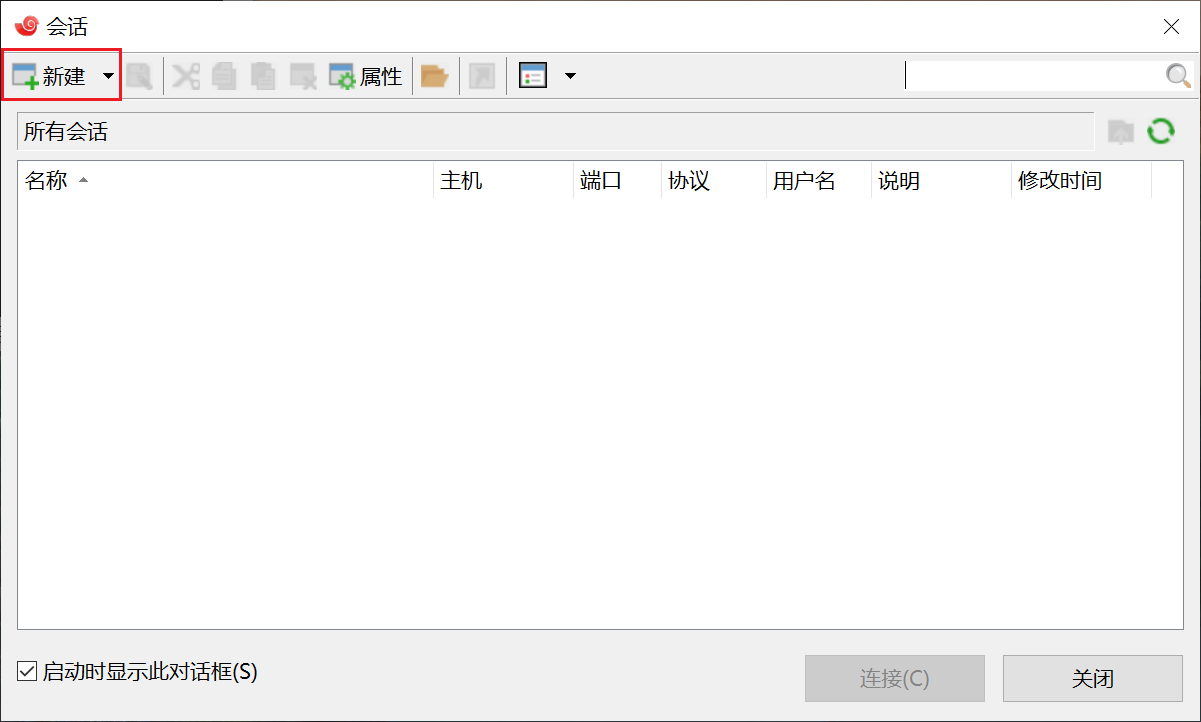 会话
新建 属性
所有会话
名称 主机 端口 协议 用户名 说明 修改时间
启动时显示此对话框(S) 连接(C) 关闭